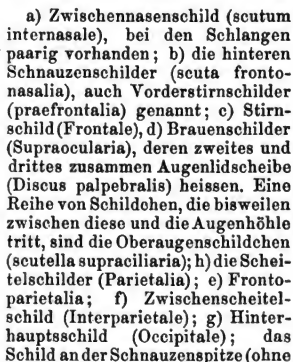 a) Zwischennasenschild (scutum
internasale), bei den Schlangen
paarig vorhanden; b) die hinteren
Schnauzenschilder (scuta fronto-
nasalia), auch Vorderstirnschilder
(praefrontalia) genannt; c) Stirn-
schild (Frontale), d) Brauenschilder
(Supraocularia), deren zweites und
drittes zusammen Augenlidscheibe
(Discus palpebralis) heissen. Eine
Reihe von Schildchen, die bisweilen
zwischen diese und die Augenhöhle
tritt, sind die Oberaugenschildchen
(scutella supraciliaria); h) die Schei-
telschilder (Parietalia); e) Fronto-
parietalia; f) Zwischenscheitel-
schild (Interparietale); g) Hinter-
hauptsschild (Occipitale); das
Schild an der Schnauzenspitze (ohne